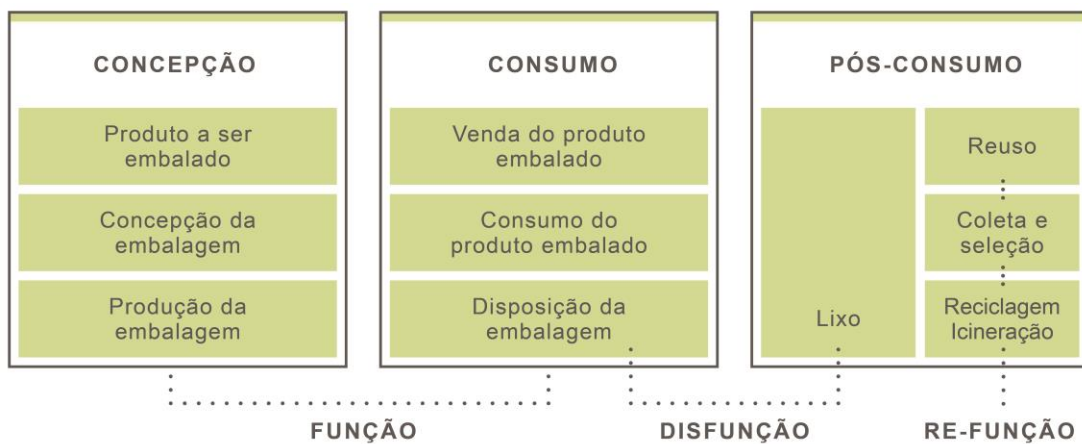 CONCEPÇÃO
Produto a ser
embalado
Concepção da
embalagem
Produção da
embalagem
CONSUMO
Venda do produto
embalado
Consumo do
produto embalado
Disposição da
embalagem
PÓS-CONSUMO
Lixo
Reuso
Coleta e
seleção
Reciclagem
Icineração
FUNÇÃO
DISFUNÇÃO
RE-FUNÇÃO